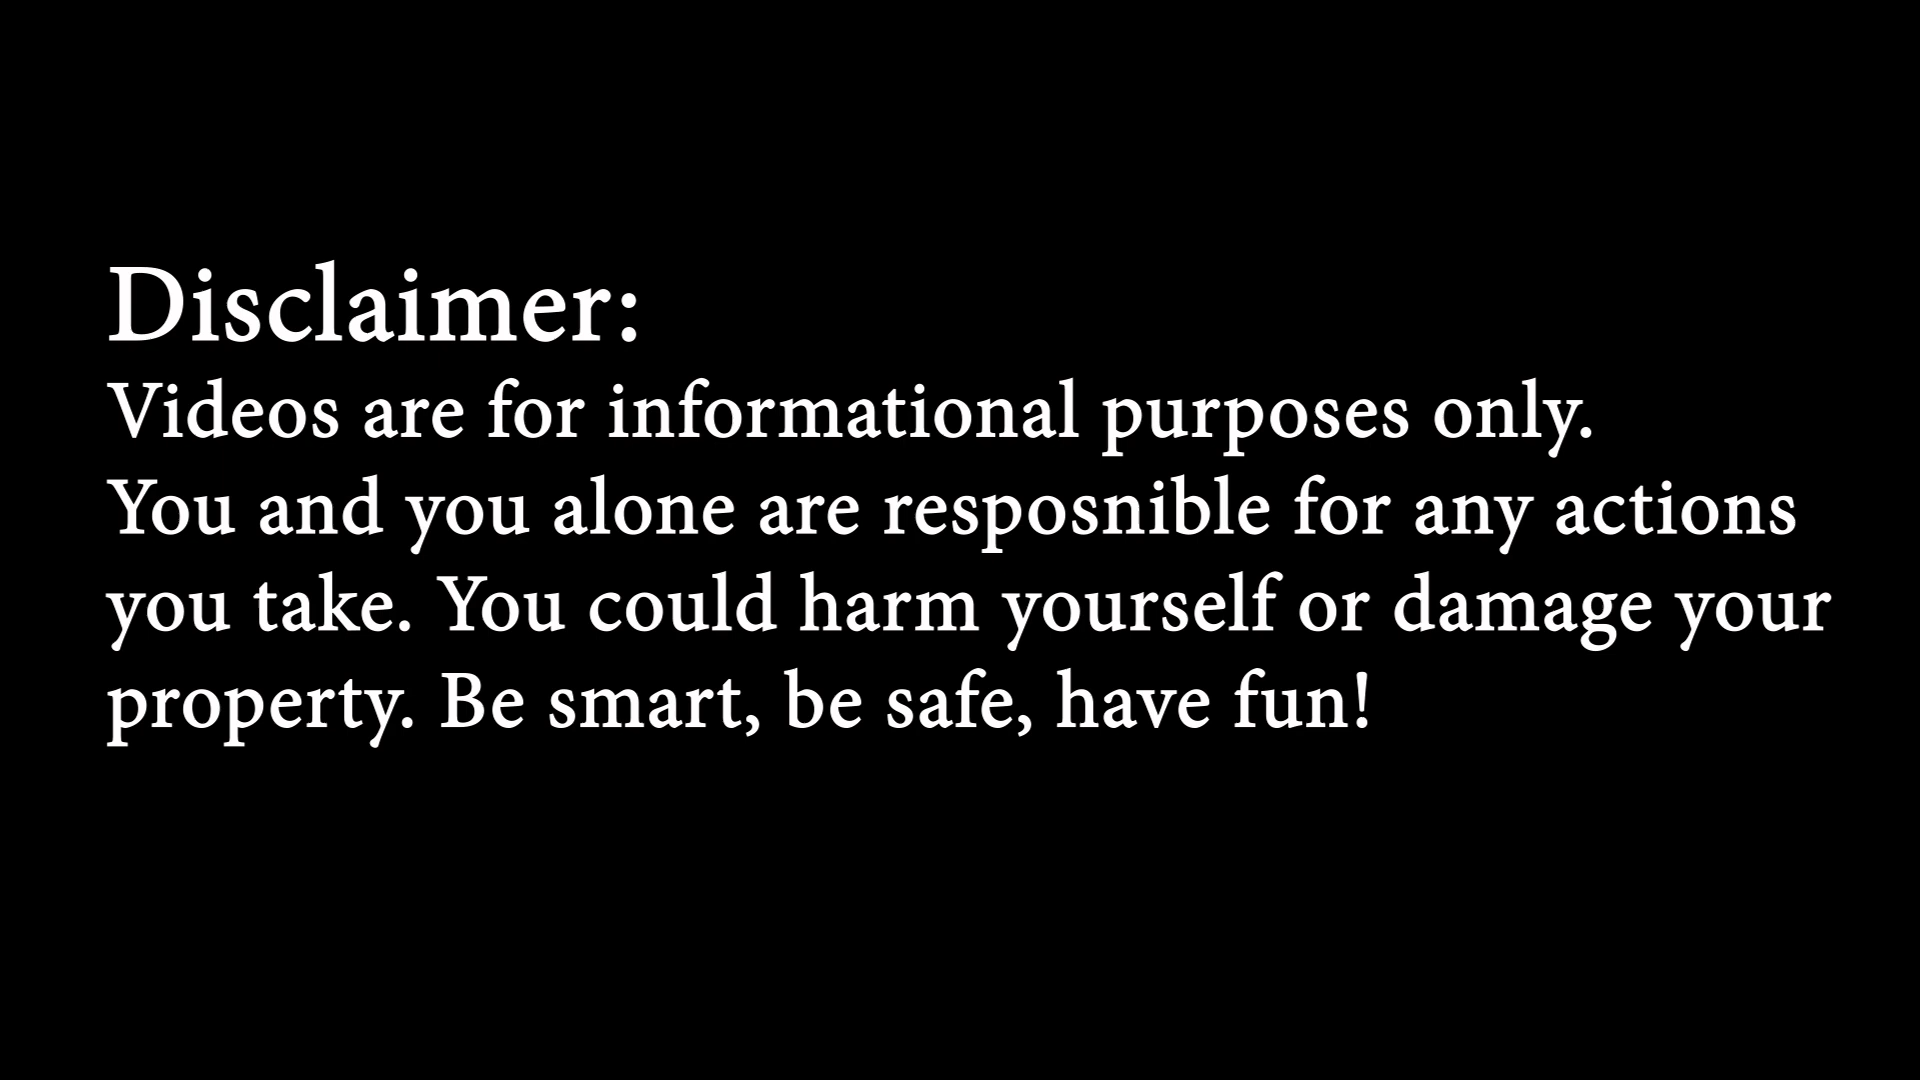 Disclaimer:
Videos are for informational purposes only.
You and you alone are resposnible for any actions
you take. You could harm yourself or damage your
property. Be smart, be safe, have fun!